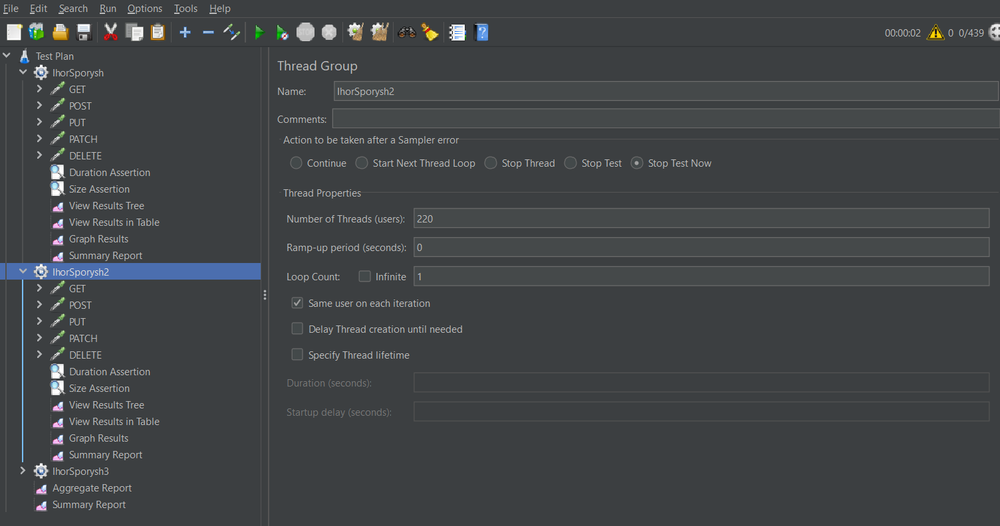 File Edit Search Run Options Tools Help
STOP
00:00:02 0 0/439
Test Plan
IhorSporysh
GET
POST
PUT
PATCH
DELETE
Duration Assertion
Size Assertion
View Results Tree
View Results in Table
Graph Results
Summary Report
IhorSporysh2
GET
POST
PUT
PATCH
DELETE
Duration Assertion
Size Assertion
View Results Tree
View Results in Table
Graph Results
Summary Report
IhorSporysh3
Aggregate Report
Summary Report
Thread Group
Name: IhorSporysh2
Comments:
Action to be taken after a Sampler error
Continue Start Next Thread Loop Stop Thread Stop Test Stop Test Now
Thread Properties
Number of Threads (users): 220
Ramp-up period (seconds): 0
Loop Count: Infinite 1
Same user on each iteration
Delay Thread creation until needed
Specify Thread lifetime
Duration (seconds):
Startup delay (seconds):